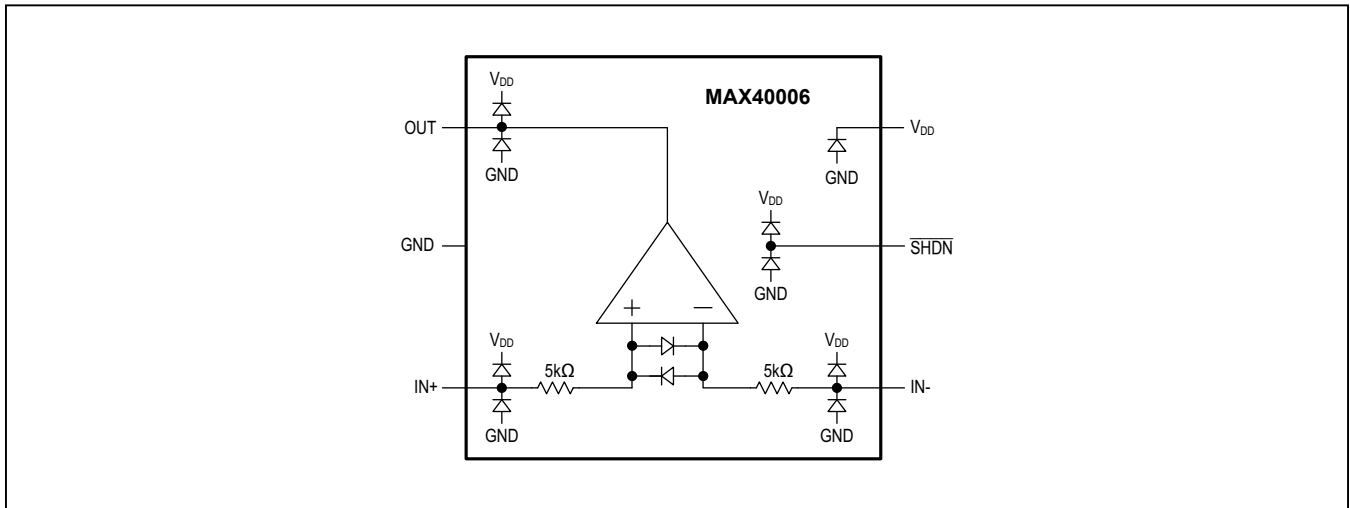 MAX40006
VDD
OUT
GND
VDD
GND
VDD
GND
SHDN
GND
+ −
VDD
IN+
GND
5kΩ
5kΩ
VDD
IN-
GND